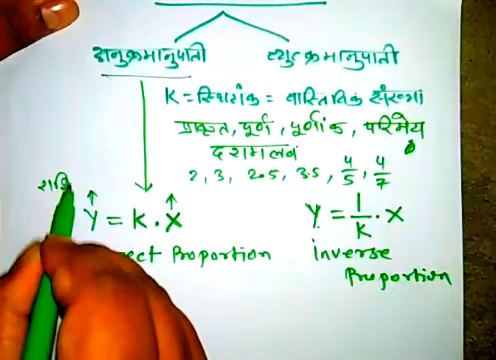 अनुक्रमानुपाती व्युत्क्रमानुपाती
K = स्थिरांक = वास्तविक संख्या
प्राकृत, पूर्ण, पूर्णांक, परिमेय
दशमलव
2, 3, 2.5, 3.5, 4/5, 4/7
राशि
Y = K · X Y = 1/K · X
ect Proportion inverse
Proportion